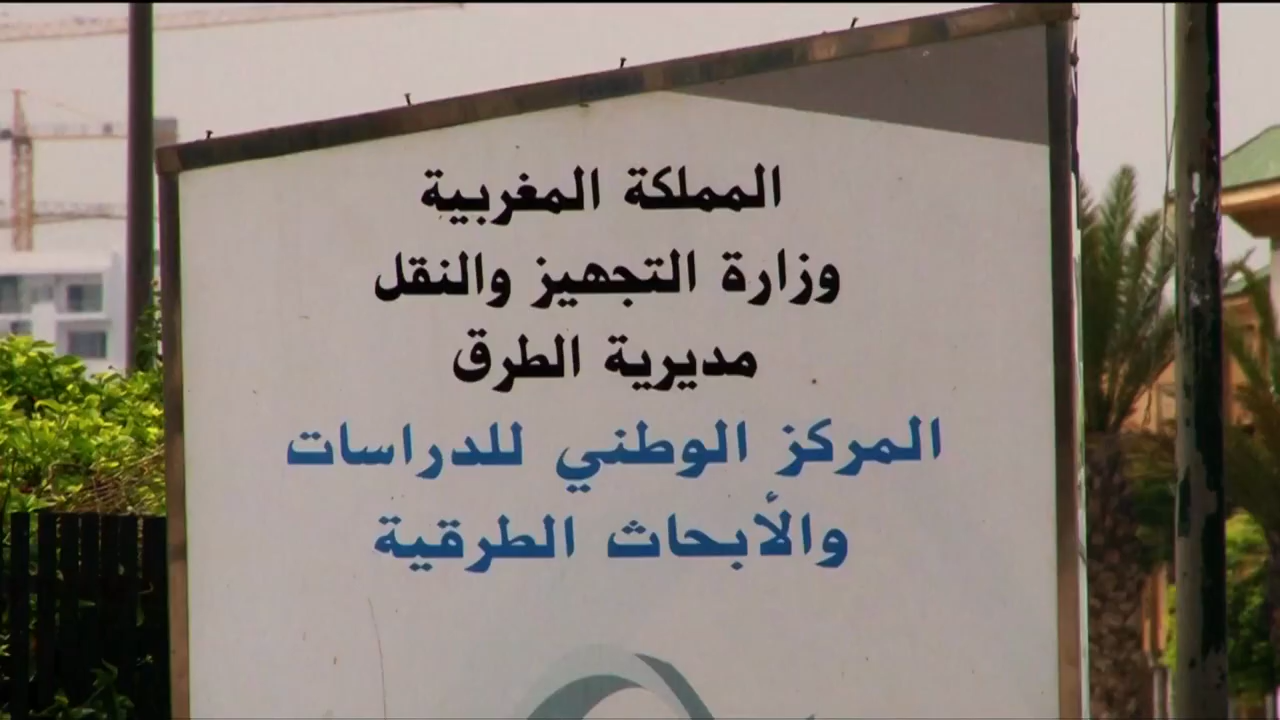 المملكة المغربية
وزارة التجهيز والنقل
مديرية الطرق
المركز الوطني للدراسات
والأبحاث الطرقية